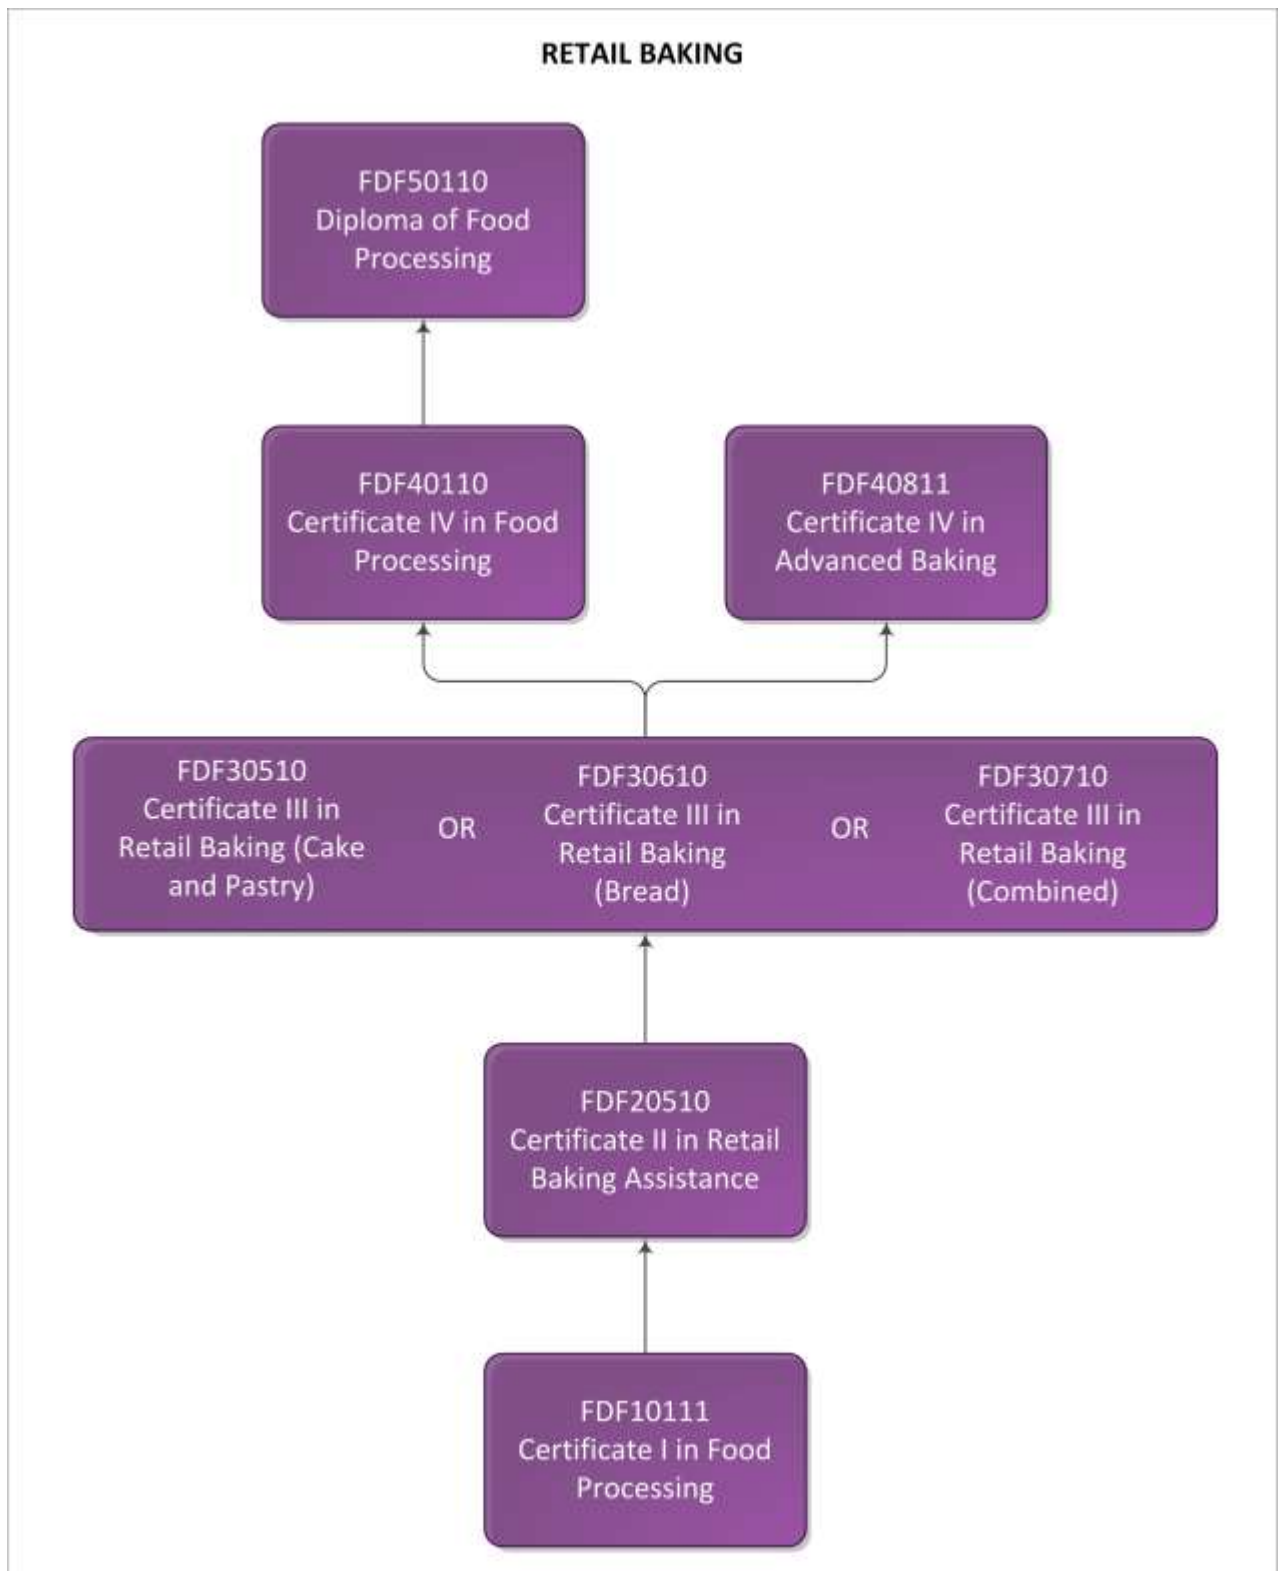 RETAIL BAKING
FDF50110
Diploma of Food
Processing
FDF40110
Certificate IV in Food
Processing
FDF40811
Certificate IV in
Advanced Baking
FDF30510
Certificate III in
Retail Baking (Cake
and Pastry)
OR
FDF30610
Certificate III in
Retail Baking
(Bread)
OR
FDF30710
Certificate III in
Retail Baking
(Combined)
FDF20510
Certificate II in Retail
Baking Assistance
FDF10111
Certificate I in Food
Processing